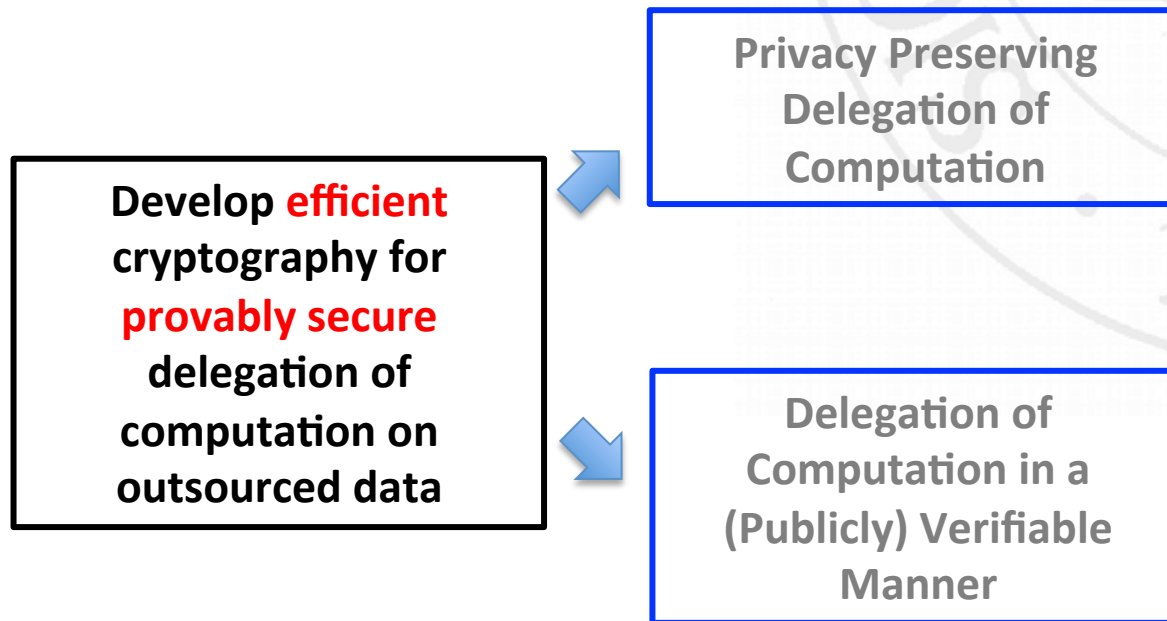 Develop efficient
cryptography for
provably secure
delegation of
computation on
outsourced data
Privacy Preserving
Delegation of
Computation
Delegation of
Computation in a
(Publicly) Verifiable
Manner